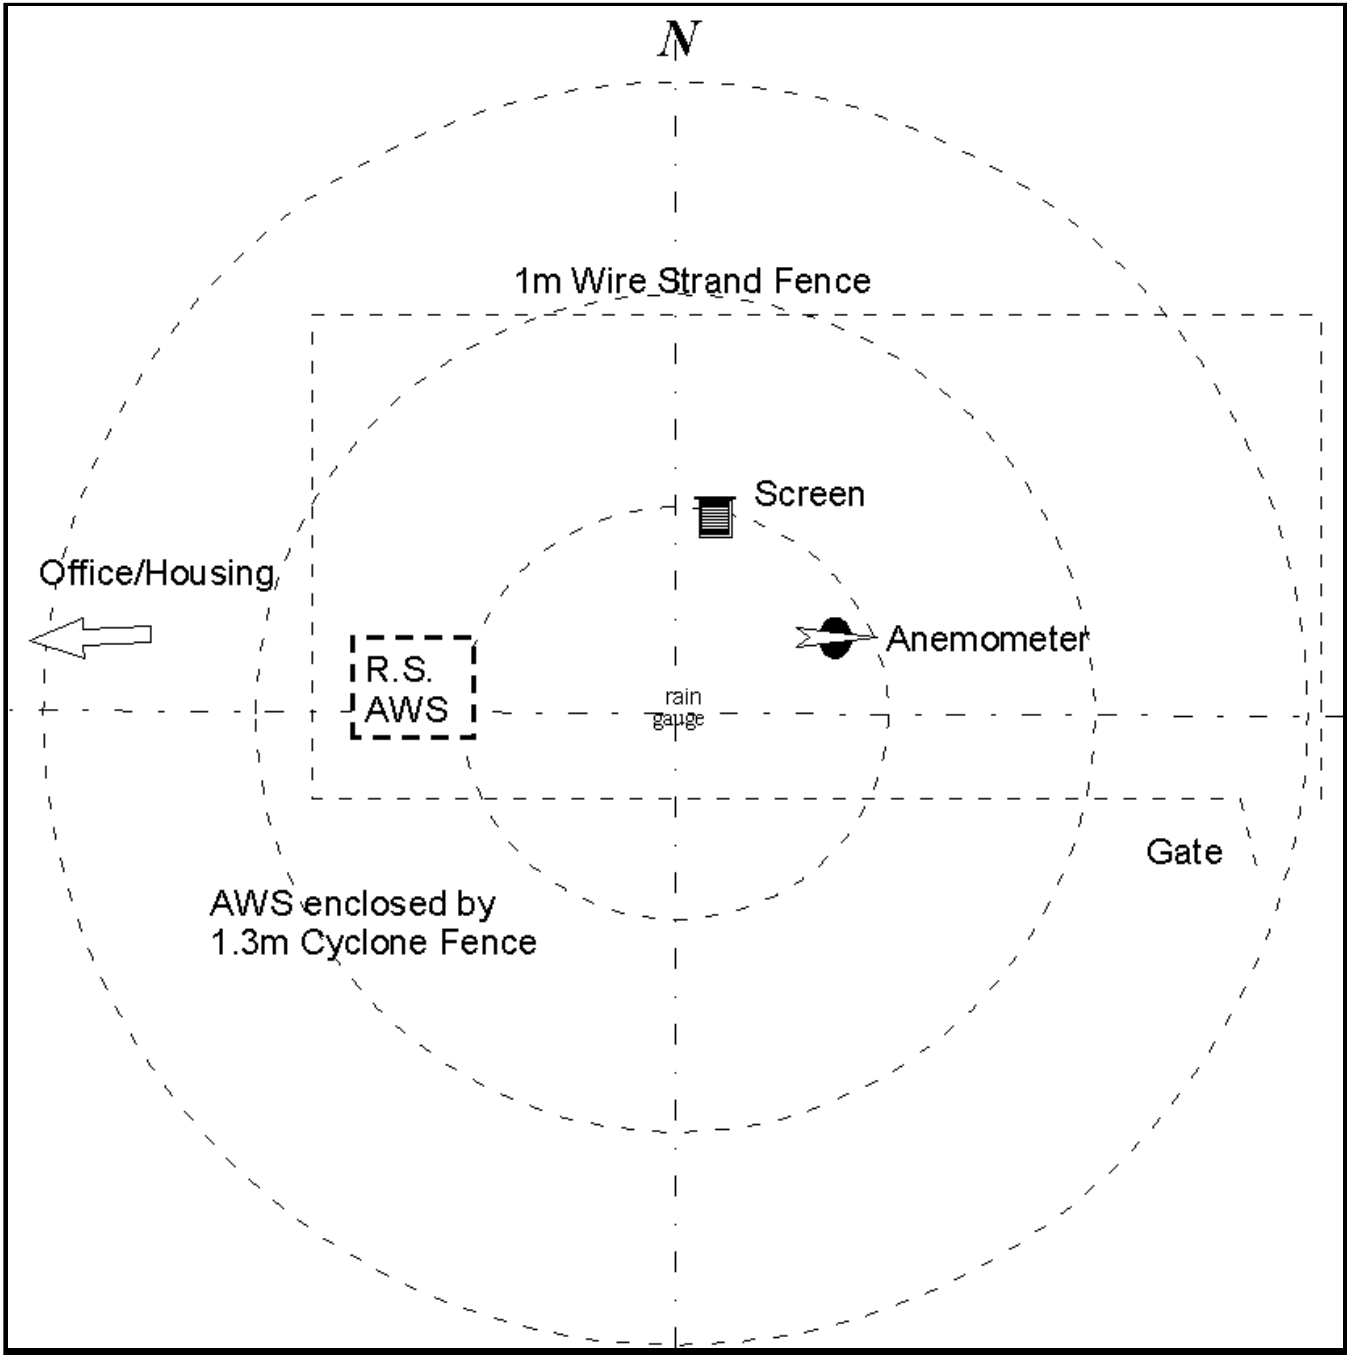 N
1m Wire Strand Fence
Screen
Office/Housing
Anemometer
R.S.
AWS
rain
gauge
Gate
AWS enclosed by
1.3m Cyclone Fence